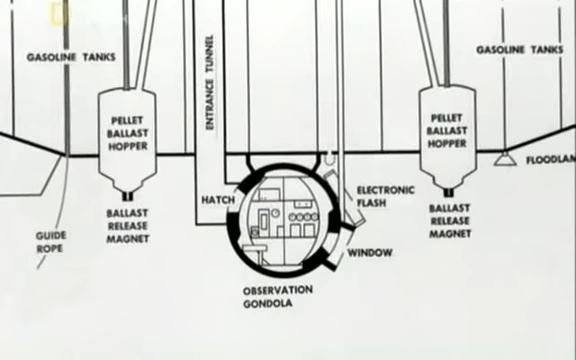 GASOLINE TANKS
GASOLINE TANKS
ENTRANCE TUNNEL
PELLET
BALLAST
HOPPER
PELLET
BALLAST
HOPPER
FLOODLAM
HATCH
ELECTRONIC
FLASH
BALLAST
RELEASE
MAGNET
BALLAST
RELEASE
MAGNET
GUIDE
ROPE
WINDOW
OBSERVATION
GONDOLA